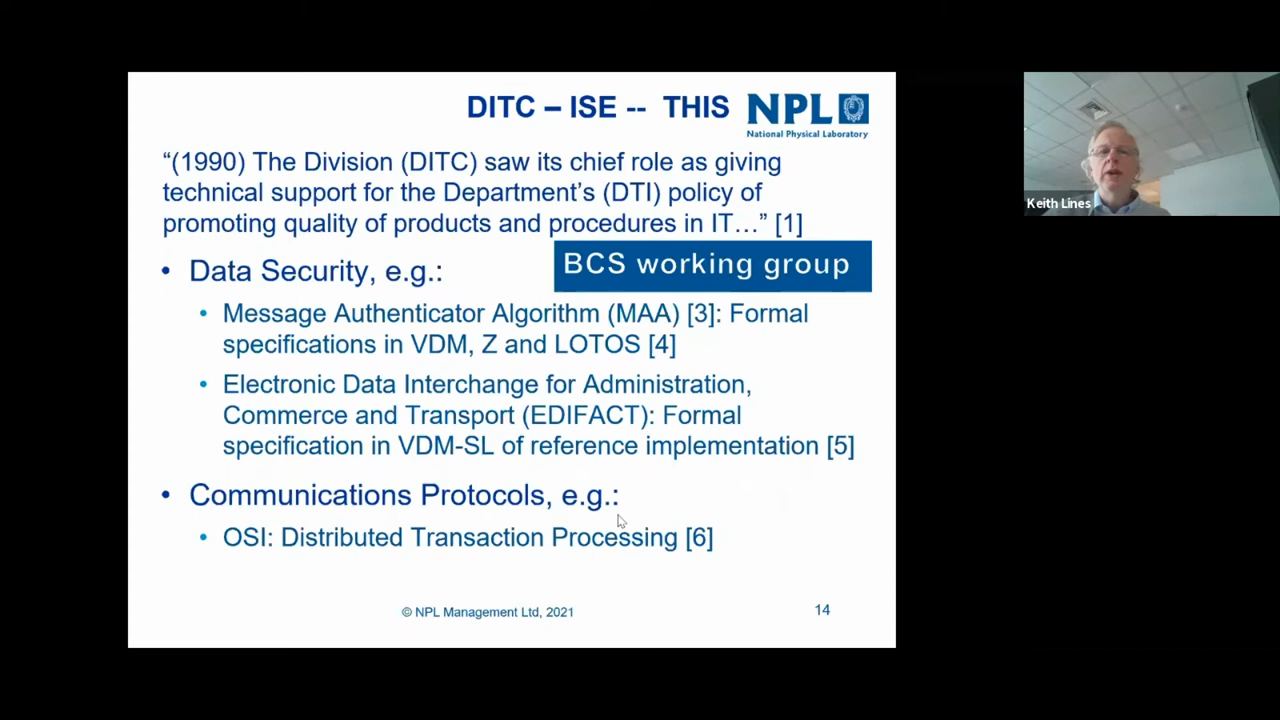 DITC – ISE -- THIS
NPL
National Physical Laboratory
“(1990) The Division (DITC) saw its chief role as giving
technical support for the Department’s (DTI) policy of
promoting quality of products and procedures in IT…” [1]
• Data Security, e.g.:
BCS working group
• Message Authenticator Algorithm (MAA) [3]: Formal
specifications in VDM, Z and LOTOS [4]
• Electronic Data Interchange for Administration,
Commerce and Transport (EDIFACT): Formal
specification in VDM-SL of reference implementation [5]
• Communications Protocols, e.g.:
• OSI: Distributed Transaction Processing [6]
© NPL Management Ltd, 2021
14
Keith Lines